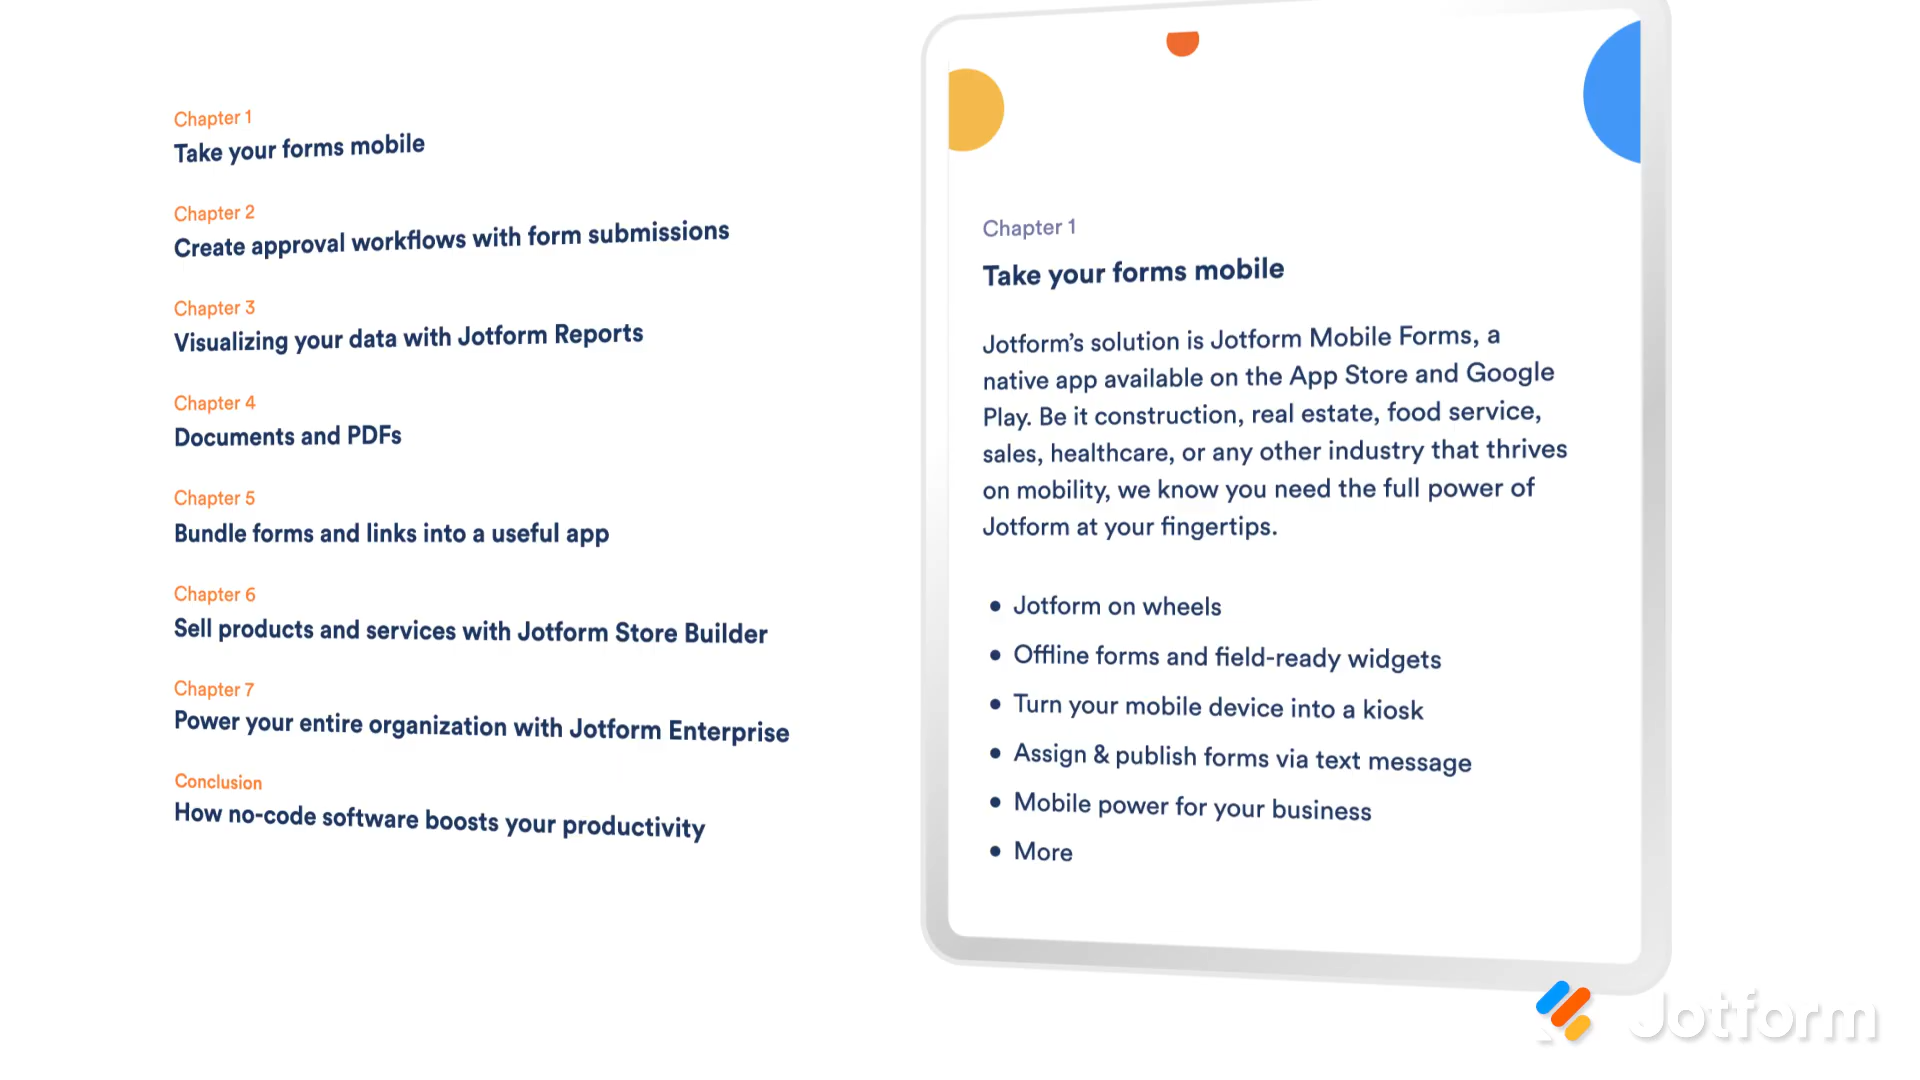 Chapter 1
Take your forms mobile
Chapter 2
Create approval workflows with form submissions
Chapter 3
Visualizing your data with Jotform Reports
Chapter 4
Documents and PDFs
Chapter 5
Bundle forms and links into a useful app
Chapter 6
Sell products and services with Jotform Store Builder
Chapter 7
Power your entire organization with Jotform Enterprise
Conclusion
How no-code software boosts your productivity
Chapter 1
Take your forms mobile
Jotform’s solution is Jotform Mobile Forms, a
native app available on the App Store and Google
Play. Be it construction, real estate, food service,
sales, healthcare, or any other industry that thrives
on mobility, we know you need the full power of
Jotform at your fingertips.
• Jotform on wheels
• Offline forms and field-ready widgets
• Turn your mobile device into a kiosk
• Assign & publish forms via text message
• Mobile power for your business
• More
Jotform